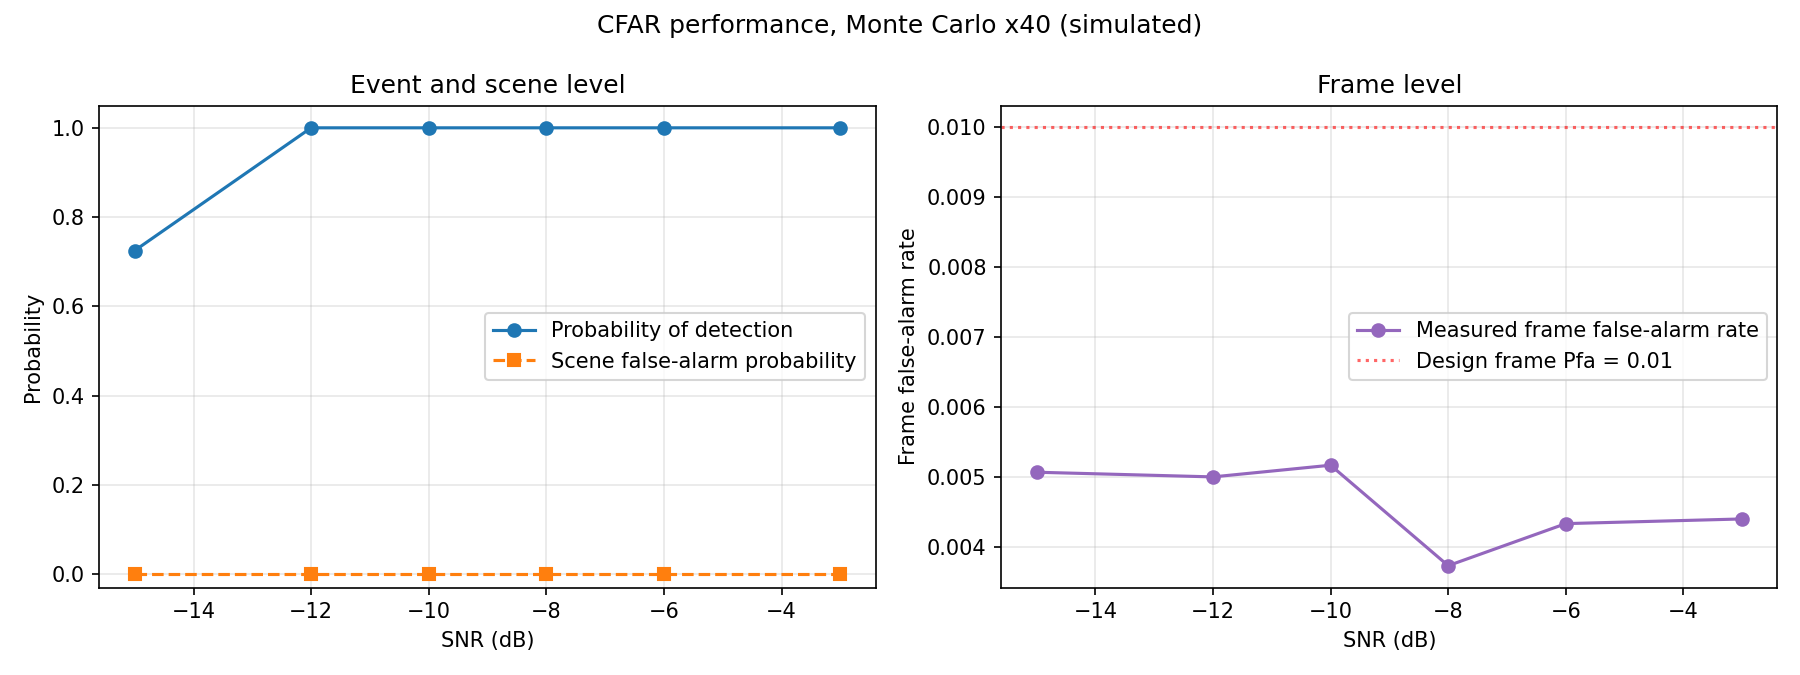 CFAR performance, Monte Carlo x40 (simulated)
Event and scene level
Probability
1.0
0.8
0.6
0.4
0.2
0.0
Probability of detection
Scene false-alarm probability
−14
−12
−10
−8
−6
−4
SNR (dB)
Frame level
Frame false-alarm rate
0.010
0.009
0.008
0.007
0.006
0.005
0.004
Measured frame false-alarm rate
Design frame Pfa = 0.01
−14
−12
−10
−8
−6
−4
SNR (dB)